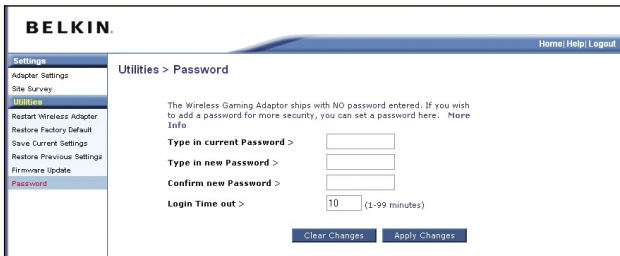 BELKIN.
Home| Help| Logout
Settings
Adapter Settings
Site Survey
Utilities
Restart Wireless Adapter
Restore Factory Default
Save Current Settings
Restore Previous Settings
Firmware Update
Password
Utilities > Password
The Wireless Gaming Adaptor ships with NO password entered. If you wish
to add a password for more security, you can set a password here. More
Info
Type in current Password >
Type in new Password >
Confirm new Password >
Login Time out > 10 (1-99 minutes)
Clear Changes Apply Changes